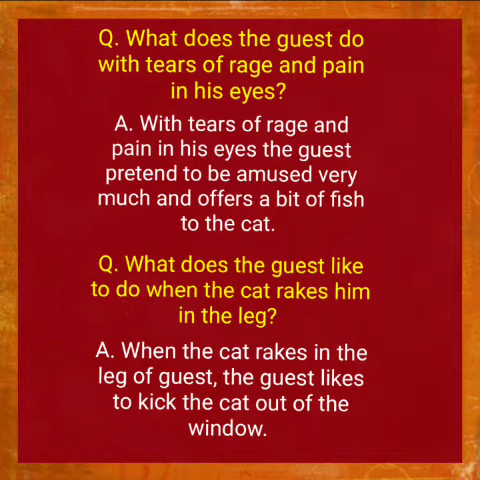 Q. What does the guest do
with tears of rage and pain
in his eyes?
A. With tears of rage and
pain in his eyes the guest
pretend to be amused very
much and offers a bit of fish
to the cat.
Q. What does the guest like
to do when the cat rakes him
in the leg?
A. When the cat rakes in the
leg of guest, the guest likes
to kick the cat out of the
window.